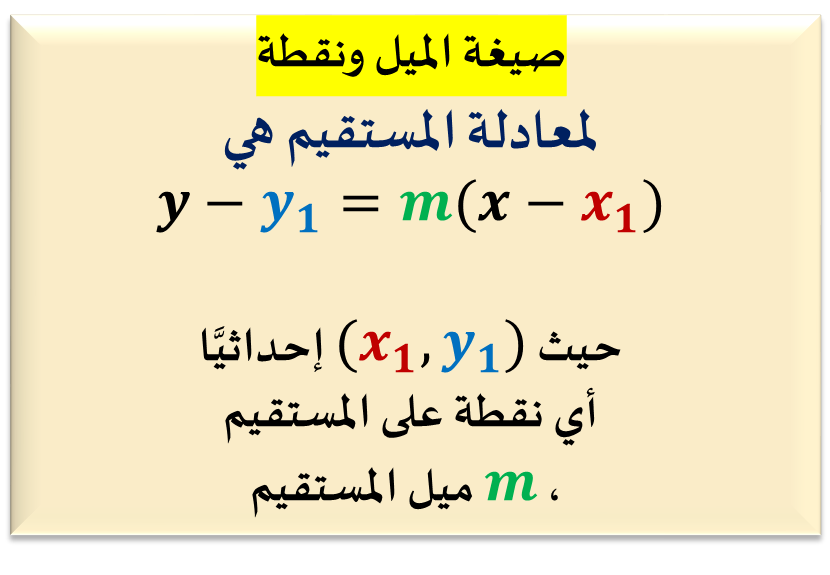 صيغة الميل ونقطة
لمعادلة المستقيم هي
y − y₁ = m(x − x₁)
حيث (x₁, y₁) إحداثيَّا
أي نقطة على المستقيم
، m ميل المستقيم